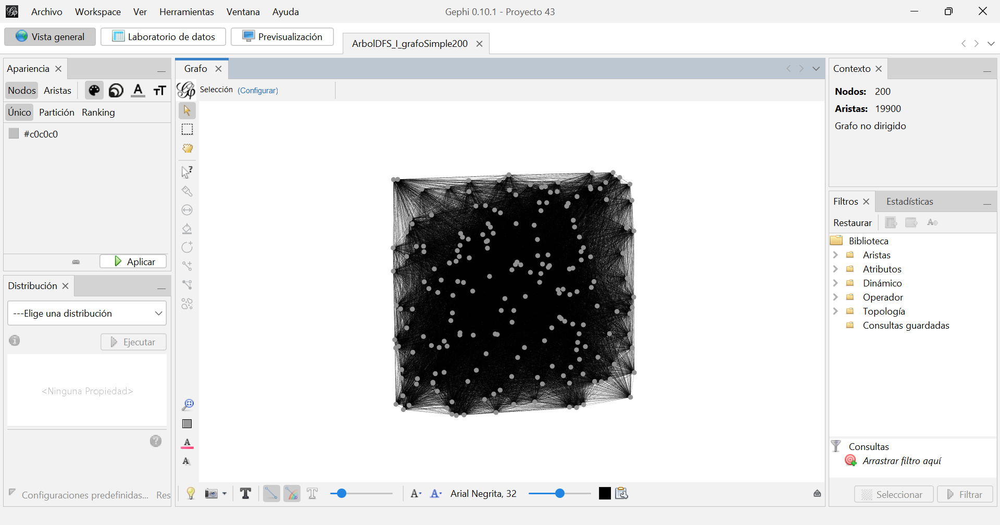 Archivo Workspace Ver Herramientas Ventana Ayuda
Gephi 0.10.1 - Proyecto 43
Vista general Laboratorio de datos Previsualización
ArbolDFS_I_grafoSimple200
Apariencia
Nodos Aristas
Único Partición Ranking
#c0c0c0
Aplicar
Distribución
---Elige una distribución
Ejecutar
<Ninguna Propiedad>
Configuraciones predefinidas... Res
Grafo
Selección (Configurar)
Arial Negrita, 32
Contexto
Nodos: 200
Aristas: 19900
Grafo no dirigido
Filtros Estadísticas
Restaurar
Biblioteca
Aristas
Atributos
Dinámico
Operador
Topología
Consultas guardadas
Consultas
Arrastrar filtro aquí
Seleccionar Filtrar